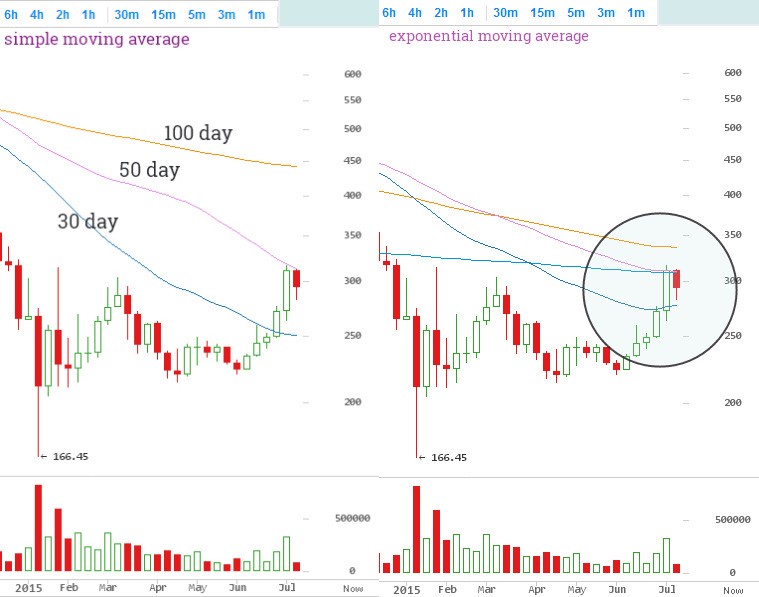 6h 4h 2h 1h 30m 15m 5m 3m 1m
simple moving average
600
550
500
450
400
350
300
250
200
100 day
50 day
30 day
← 166.45
500000
0
2015 Feb Mar Apr May Jun Jul Now
6h 4h 2h 1h 30m 15m 5m 3m 1m
exponential moving average
600
550
500
450
400
350
300
250
200
← 166.45
500000
0
2015 Feb Mar Apr May Jun Jul Now